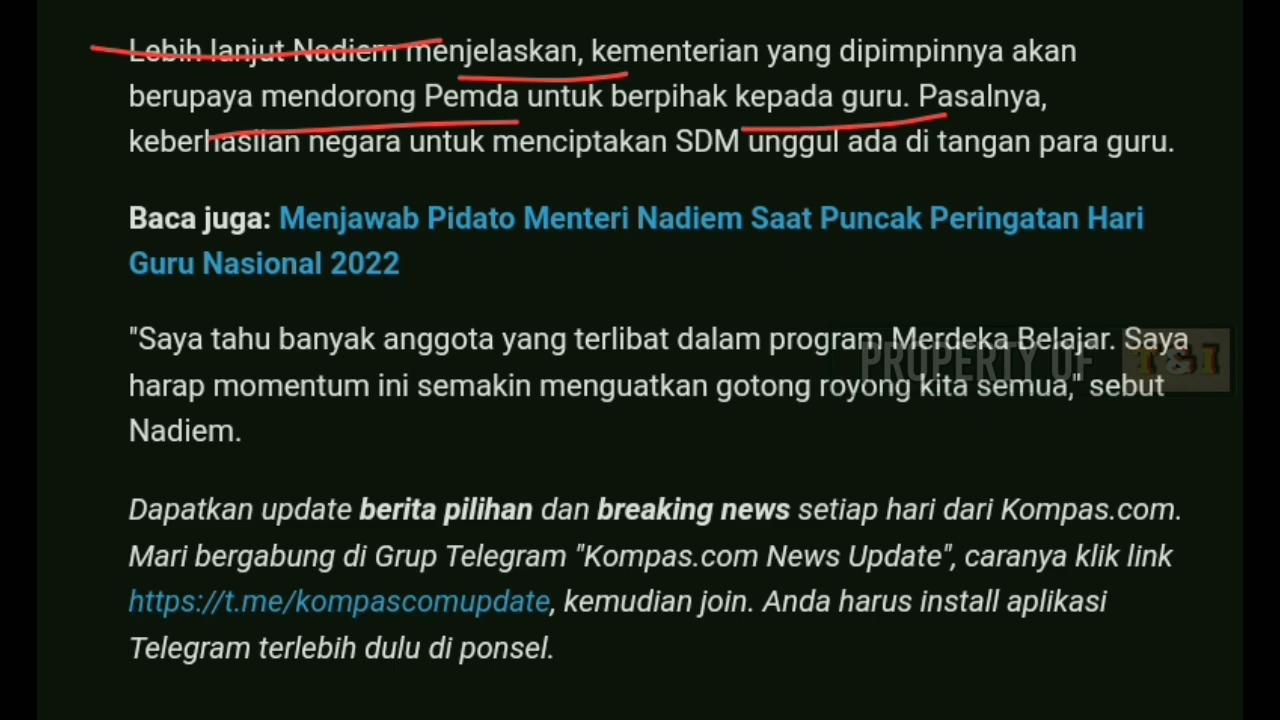 Lebih lanjut Nadiem menjelaskan, kementerian yang dipimpinnya akan
berupaya mendorong Pemda untuk berpihak kepada guru. Pasalnya,
keberhasilan negara untuk menciptakan SDM unggul ada di tangan para guru.
Baca juga: Menjawab Pidato Menteri Nadiem Saat Puncak Peringatan Hari
Guru Nasional 2022
"Saya tahu banyak anggota yang terlibat dalam program Merdeka Belajar. Saya
harap momentum ini semakin menguatkan gotong royong kita semua," sebut
Nadiem.
PROPERTY OF T&I
Dapatkan update berita pilihan dan breaking news setiap hari dari Kompas.com.
Mari bergabung di Grup Telegram "Kompas.com News Update", caranya klik link
https://t.me/kompascomupdate, kemudian join. Anda harus install aplikasi
Telegram terlebih dulu di ponsel.